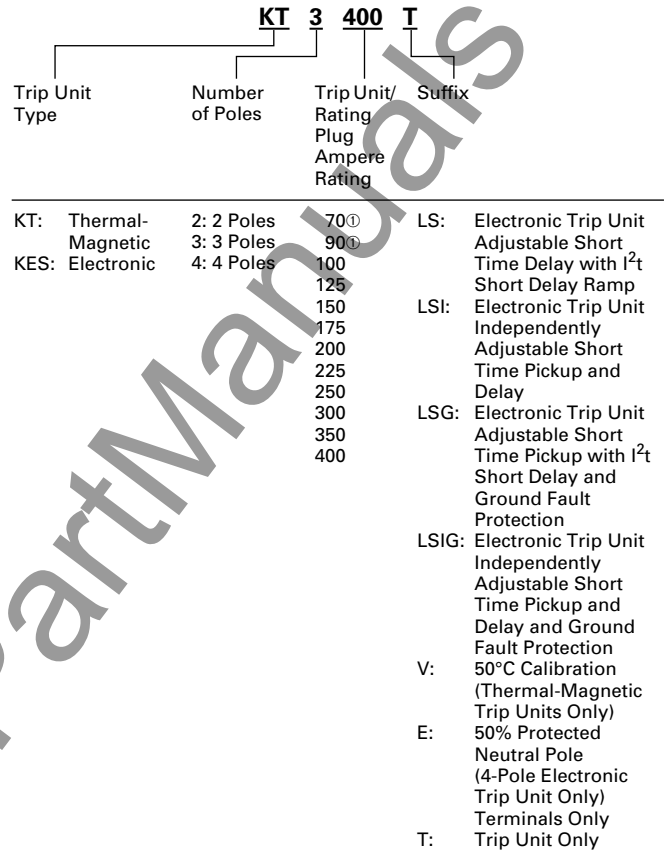 KT 3 400 T
Trip Unit Type
Number of Poles
Trip Unit/ Rating Plug Ampere Rating
Suffix
KT: Thermal-
Magnetic
KES: Electronic
2: 2 Poles
3: 3 Poles
4: 4 Poles
70①
90①
100
125
150
175
200
225
250
300
350
400
LS: Electronic Trip Unit
Adjustable Short
Time Delay with I²t
Short Delay Ramp
LSI: Electronic Trip Unit
Independently
Adjustable Short
Time Pickup and
Delay
LSG: Electronic Trip Unit
Adjustable Short
Time Pickup with I²t
Short Delay and
Ground Fault
Protection
LSIG: Electronic Trip Unit
Independently
Adjustable Short
Time Pickup and
Delay and Ground
Fault Protection
V: 50°C Calibration
(Thermal-Magnetic
Trip Units Only)
E: 50% Protected
Neutral Pole
(4-Pole Electronic
Trip Unit Only)
Terminals Only
T: Trip Unit Only
PartManuals